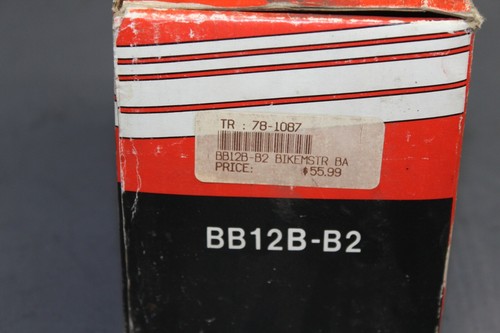 TR : 78-1087
BB12B-B2 BIKEMSTR BA
PRICE: $55.99
BB12B-B2